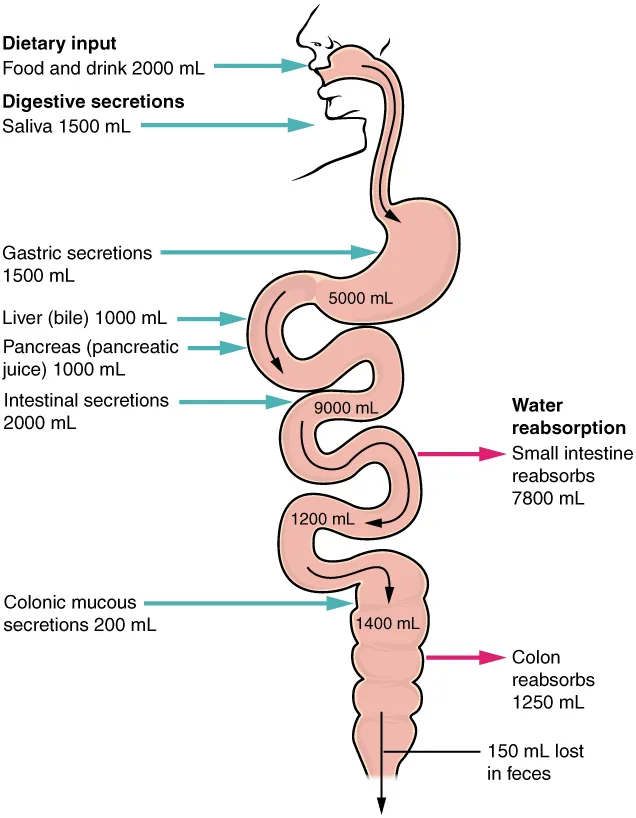 Dietary input
Food and drink 2000 mL
Digestive secretions
Saliva 1500 mL
Gastric secretions
1500 mL
5000 mL
Liver (bile) 1000 mL
Pancreas (pancreatic
juice) 1000 mL
Intestinal secretions
2000 mL
9000 mL
Water
reabsorption
Small intestine
reabsorbs
7800 mL
1200 mL
Colonic mucous
secretions 200 mL
1400 mL
Colon
reabsorbs
1250 mL
150 mL lost
in feces